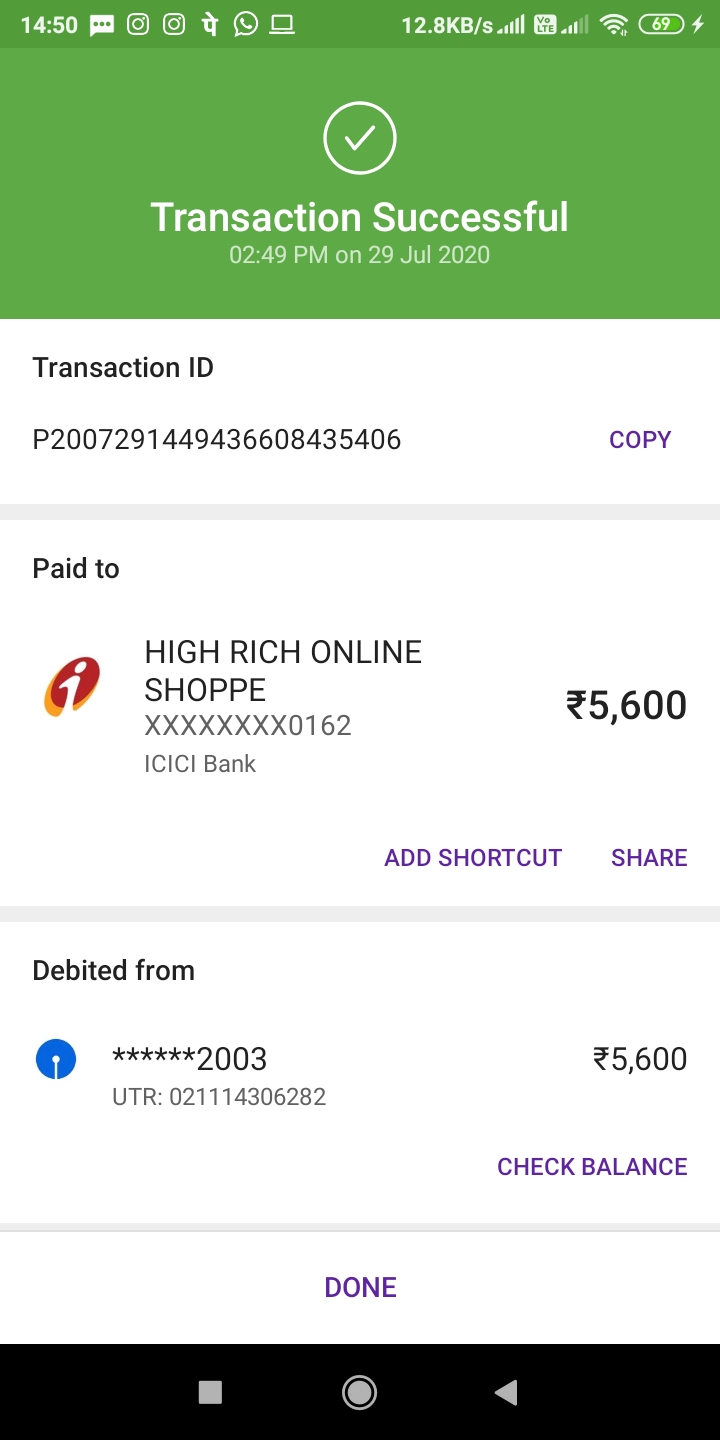 14:50 पे 12.8KB/s Vo LTE 69
Transaction Successful
02:49 PM on 29 Jul 2020
Transaction ID
P2007291449436608435406 COPY
Paid to
HIGH RICH ONLINE
SHOPPE
₹5,600
XXXXXXXX0162
ICICI Bank
ADD SHORTCUT SHARE
Debited from
******2003 ₹5,600
UTR: 021114306282
CHECK BALANCE
DONE